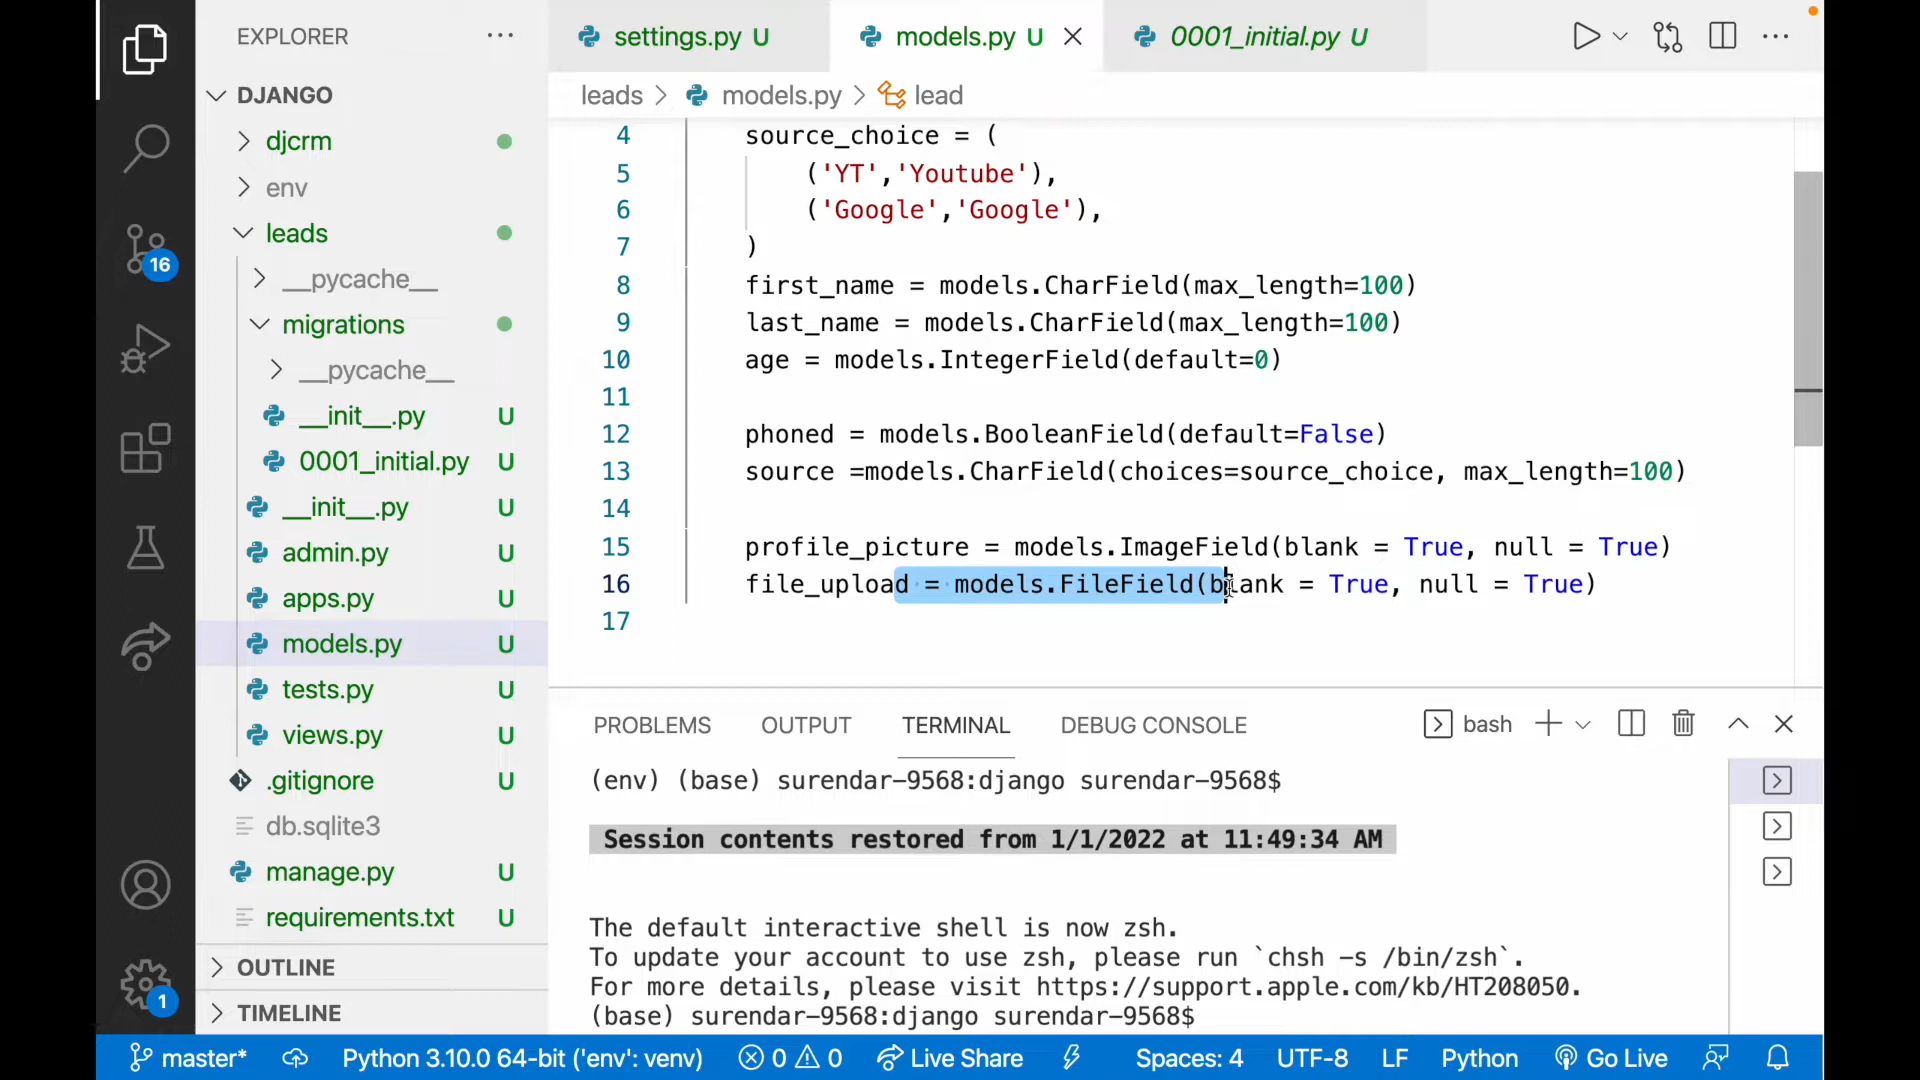 EXPLORER
settings.py U
models.py U
0001_initial.py U
DJANGO
leads
models.py
lead
djcrm
env
leads
__pycache__
migrations
__pycache__
__init__.py U
0001_initial.py U
__init__.py U
admin.py U
apps.py U
models.py U
tests.py U
views.py U
.gitignore U
db.sqlite3
manage.py U
requirements.txt U
OUTLINE
TIMELINE
16
1
4 source_choice = (
5 ('YT','Youtube'),
6 ('Google','Google'),
7 )
8 first_name = models.CharField(max_length=100)
9 last_name = models.CharField(max_length=100)
10 age = models.IntegerField(default=0)
11
12 phoned = models.BooleanField(default=False)
13 source =models.CharField(choices=source_choice, max_length=100)
14
15 profile_picture = models.ImageField(blank = True, null = True)
16 file_upload = models.FileField(blank = True, null = True)
17
PROBLEMS OUTPUT TERMINAL DEBUG CONSOLE bash
(env) (base) surendar-9568:django surendar-9568$
Session contents restored from 1/1/2022 at 11:49:34 AM
The default interactive shell is now zsh.
To update your account to use zsh, please run `chsh -s /bin/zsh`.
For more details, please visit https://support.apple.com/kb/HT208050.
(base) surendar-9568:django surendar-9568$
master* Python 3.10.0 64-bit ('env': venv) 0 0 Live Share Spaces: 4 UTF-8 LF Python Go Live